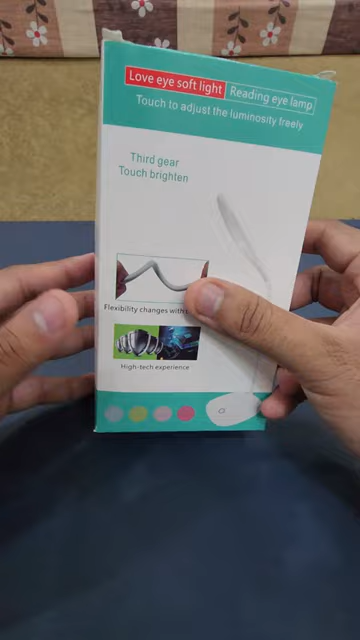 Love eye soft light Reading eye lamp
Touch to adjust the luminosity freely
Third gear
Touch brighten
Flexibility changes with
High-tech experience